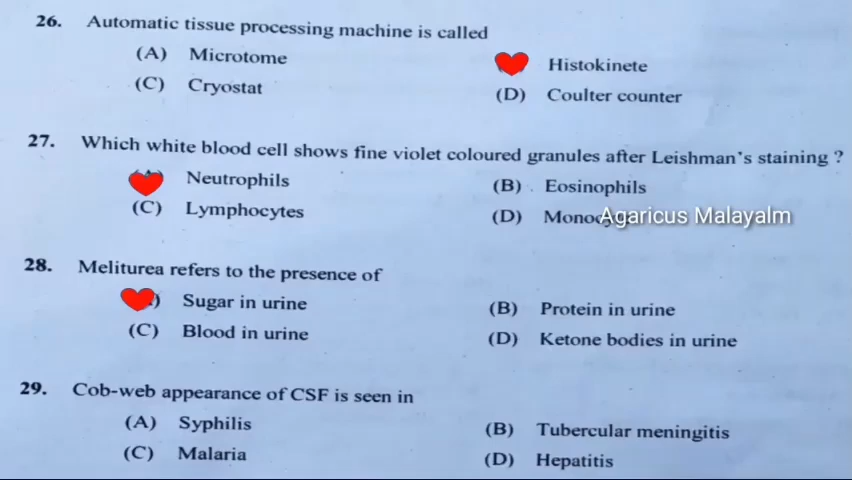 26. Automatic tissue processing machine is called
(A) Microtome
Histokinete
(C) Cryostat
(D) Coulter counter
27. Which white blood cell shows fine violet coloured granules after Leishman's staining ?
Neutrophils
(B) Eosinophils
(C) Lymphocytes
(D)
Agaricus Malayalm
28. Meliturea refers to the presence of
Sugar in urine
(B) Protein in urine
(C) Blood in urine
(D) Ketone bodies in urine
29. Cob-web appearance of CSF is seen in
(A) Syphilis
(B) Tubercular meningitis
(C) Malaria
(D) Hepatitis